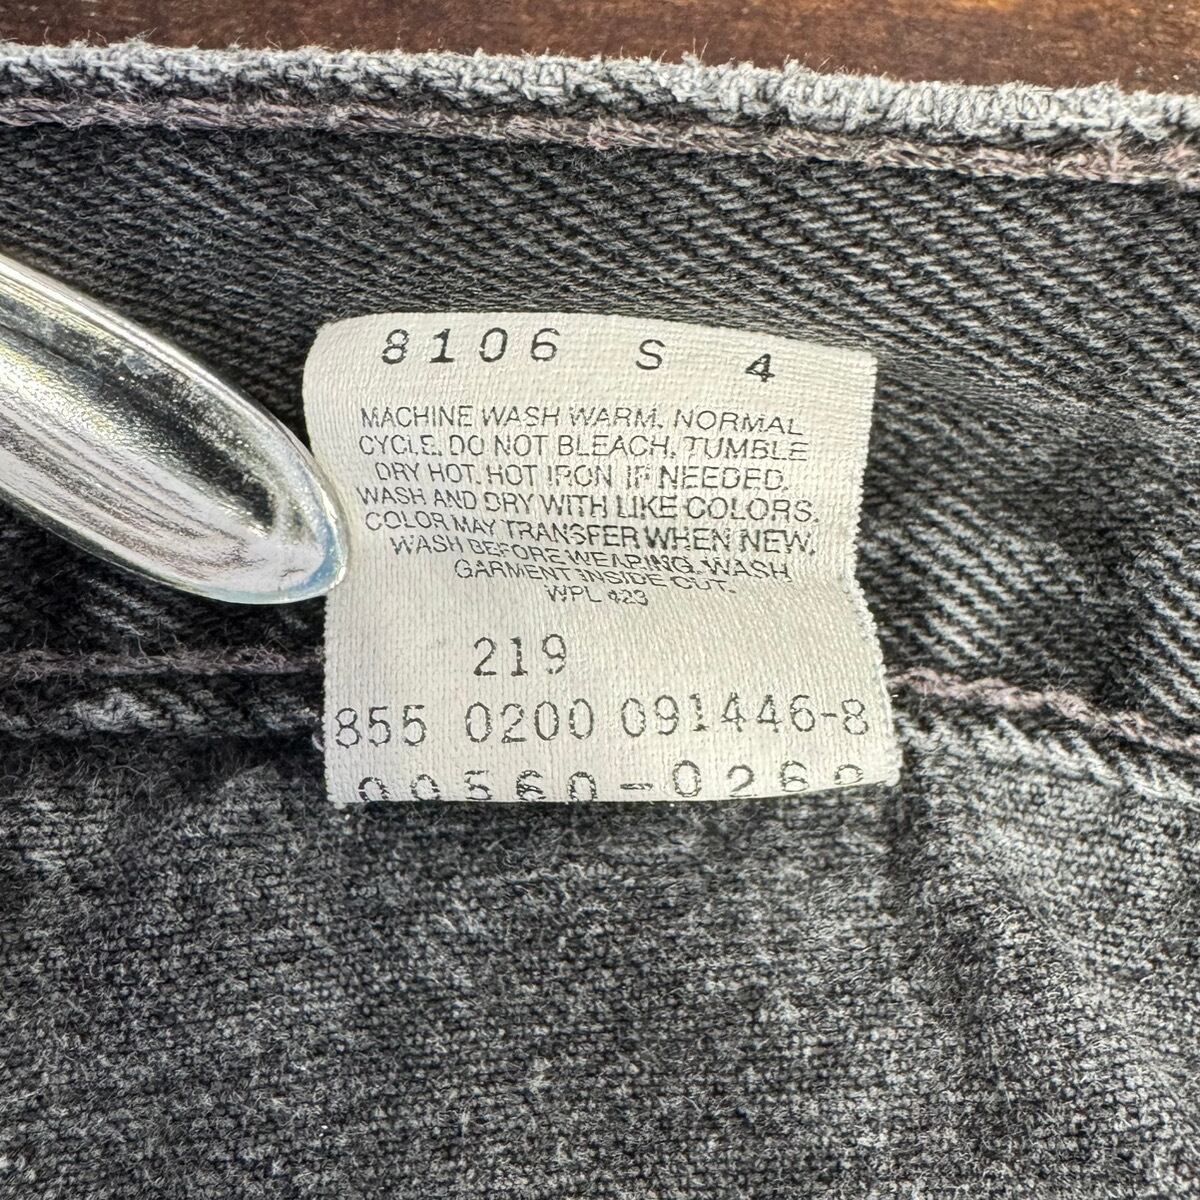 8106 S 4
MACHINE WASH WARM, NORMAL
CYCLE. DO NOT BLEACH. TUMBLE
DRY HOT. HOT IRON IF NEEDED.
WASH AND DRY WITH LIKE COLORS.
COLOR MAY TRANSFER WHEN NEW.
WASH BEFORE WEARING. WASH
GARMENT INSIDE OUT.
WPL 423
219
855 0200 091446-8
00560-0260